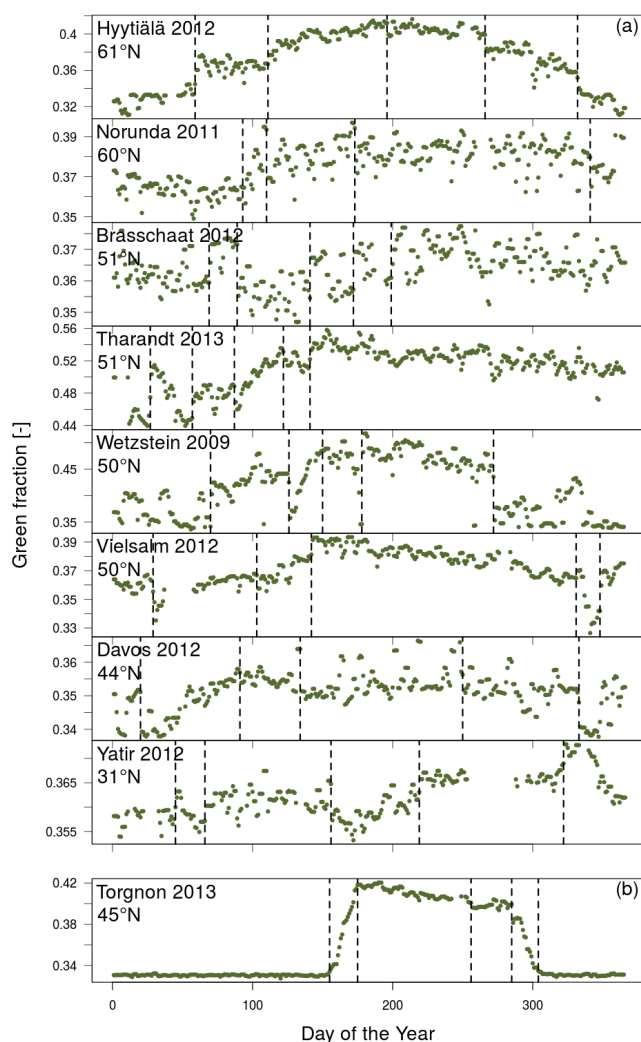 Hyytiälä 2012
(a)
61°N
0.4
0.36
0.32
Norunda 2011
60°N
0.39
0.37
0.35
Brasschaat 2012
51°N
0.37
0.36
0.35
Tharandt 2013
51°N
0.56
0.52
0.48
0.44
Wetzstein 2009
50°N
0.45
0.35
Vielsalm 2012
50°N
0.39
0.37
0.35
0.33
Davos 2012
44°N
0.36
0.35
0.34
Yatir 2012
31°N
0.365
0.355
Torgnon 2013
(b)
45°N
0.42
0.40
0.34
0
100
200
300
Green fraction [-]
Day of the Year